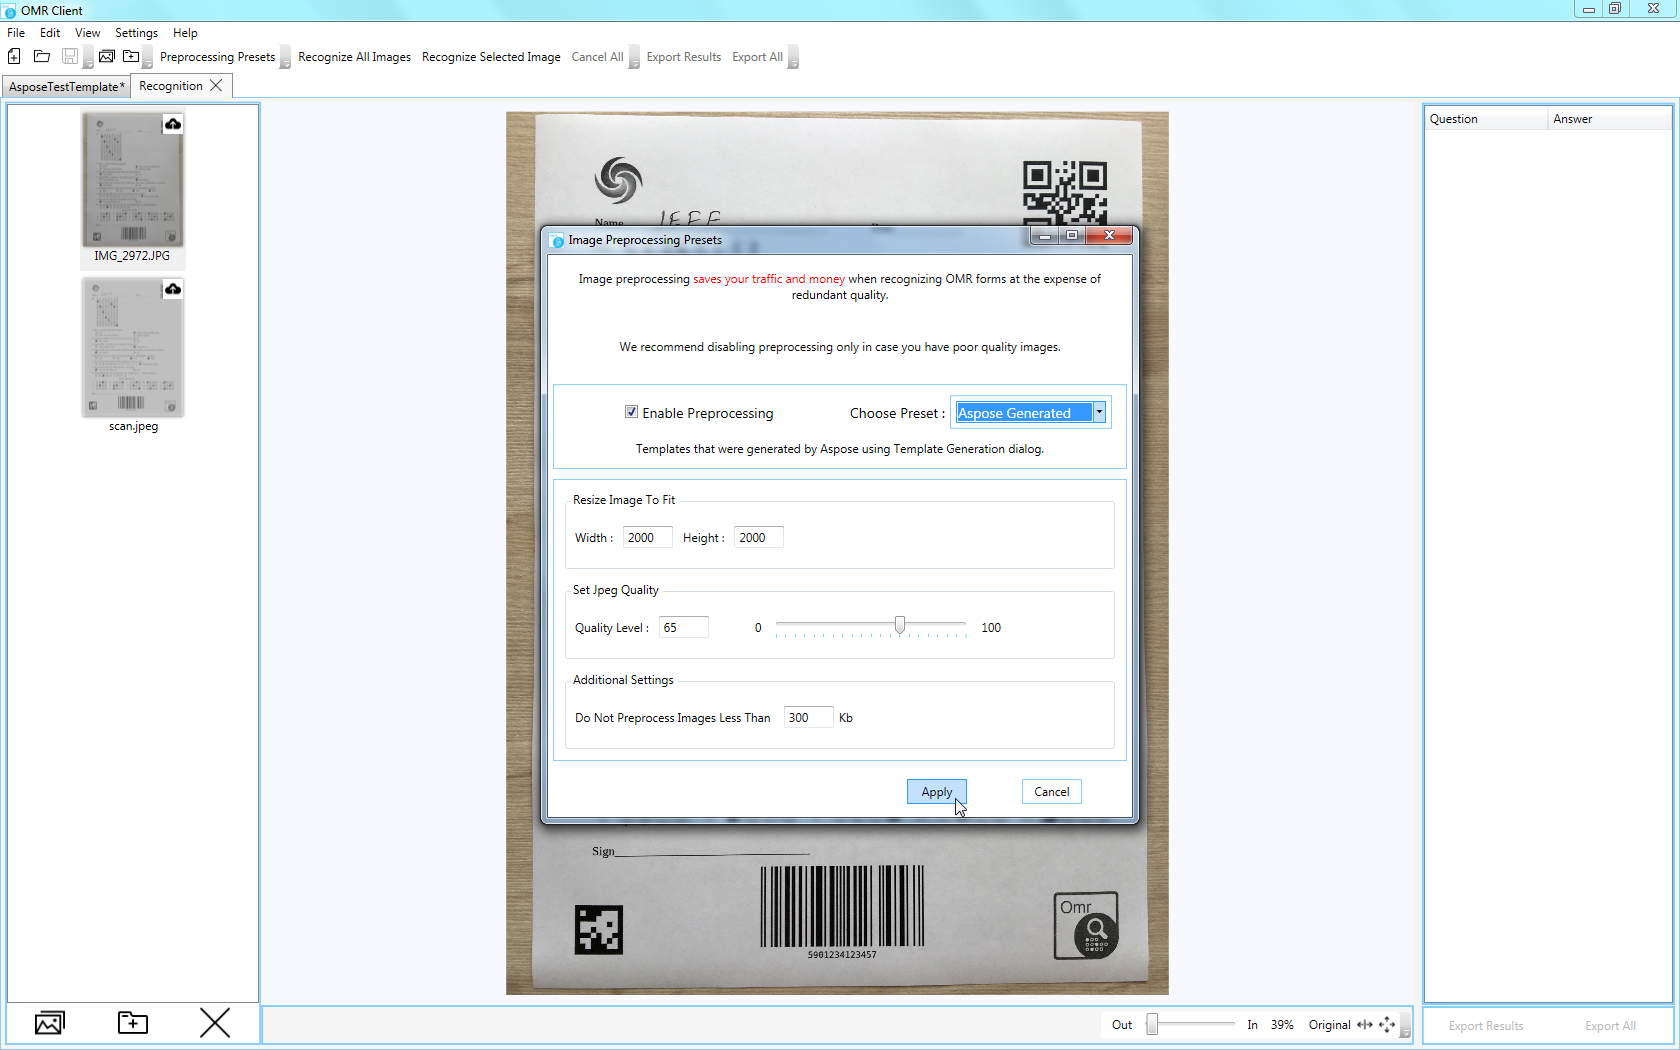 OMR Client
File Edit View Settings Help
Preprocessing Presets Recognize All Images Recognize Selected Image Cancel All Export Results Export All
AsposeTestTemplate* Recognition
IMG_2972.JPG
scan.jpeg
Name JEFF
Image Preprocessing Presets
Image preprocessing saves your traffic and money when recognizing OMR forms at the expense of
redundant quality.
We recommend disabling preprocessing only in case you have poor quality images.
Enable Preprocessing Choose Preset : Aspose Generated
Templates that were generated by Aspose using Template Generation dialog.
Resize Image To Fit
Width : 2000 Height : 2000
Set Jpeg Quality
Quality Level : 65 0 100
Additional Settings
Do Not Preprocess Images Less Than 300 Kb
Apply Cancel
Sign
5901234123457
Omr
Question Answer
Out In 39% Original
Export Results Export All